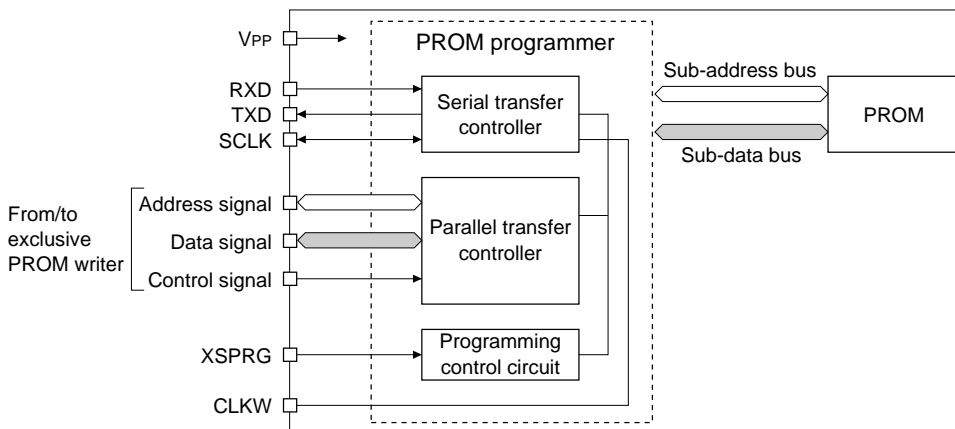 VPP
PROM programmer
RXD
TXD
SCLK
Serial transfer
controller
Sub-address bus
Sub-data bus
PROM
From/to
exclusive
PROM writer
Address signal
Data signal
Control signal
Parallel transfer
controller
XSPRG
Programming
control circuit
CLKW